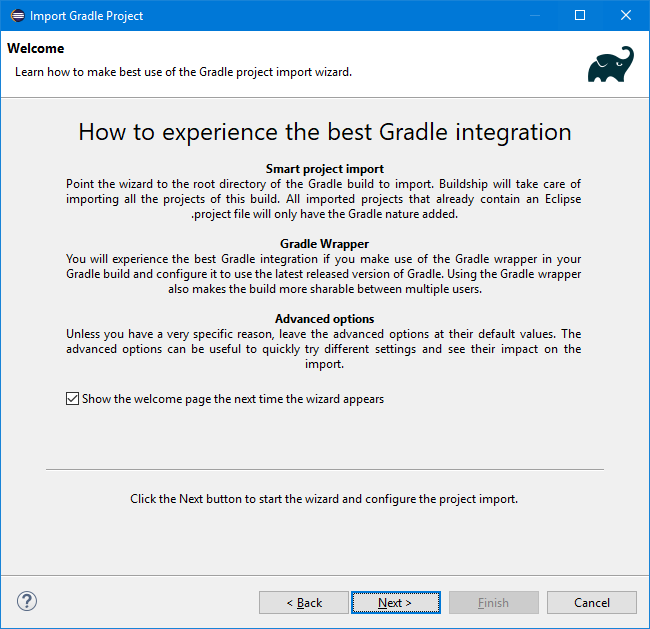 Import Gradle Project
Welcome
Learn how to make best use of the Gradle project import wizard.
How to experience the best Gradle integration
Smart project import
Point the wizard to the root directory of the Gradle build to import. Buildship will take care of
importing all the projects of this build. All imported projects that already contain an Eclipse
.project file will only have the Gradle nature added.
Gradle Wrapper
You will experience the best Gradle integration if you make use of the Gradle wrapper in your
Gradle build and configure it to use the latest released version of Gradle. Using the Gradle wrapper
also makes the build more sharable between multiple users.
Advanced options
Unless you have a very specific reason, leave the advanced options at their default values. The
advanced options can be useful to quickly try different settings and see their impact on the
import.
Show the welcome page the next time the wizard appears
Click the Next button to start the wizard and configure the project import.
? < Back Next > Finish Cancel